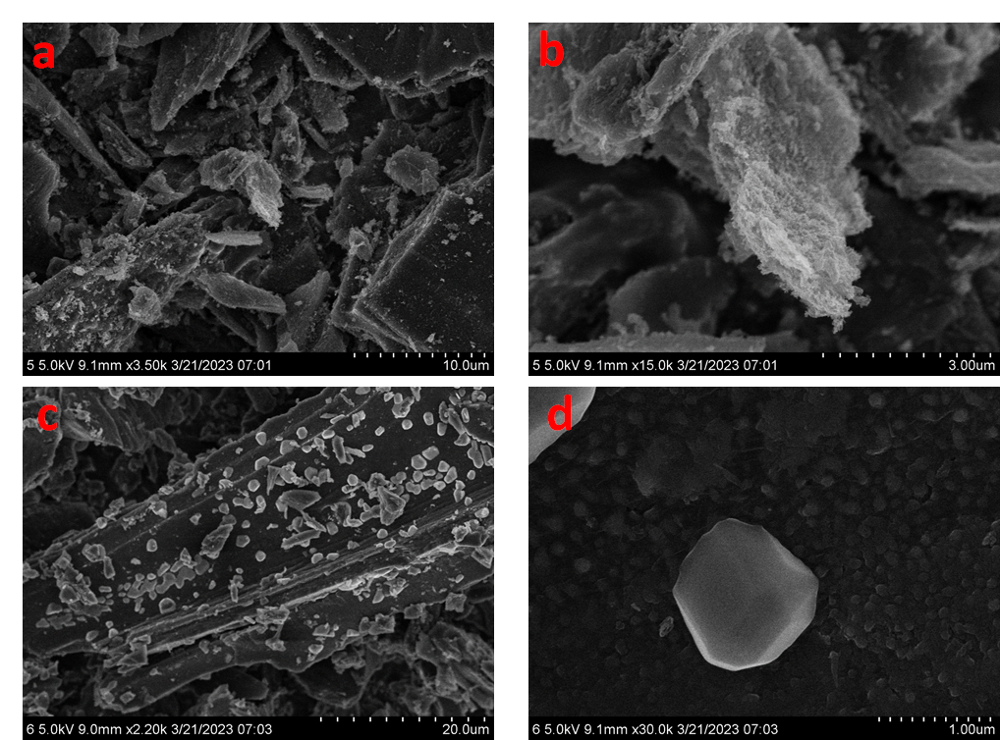 a
5 5.0kV 9.1mm x3.50k 3/21/2023 07:01 10.0um
b
5 5.0kV 9.1mm x15.0k 3/21/2023 07:01 3.00um
c
6 5.0kV 9.0mm x2.20k 3/21/2023 07:03 20.0um
d
6 5.0kV 9.1mm x30.0k 3/21/2023 07:03 1.00um